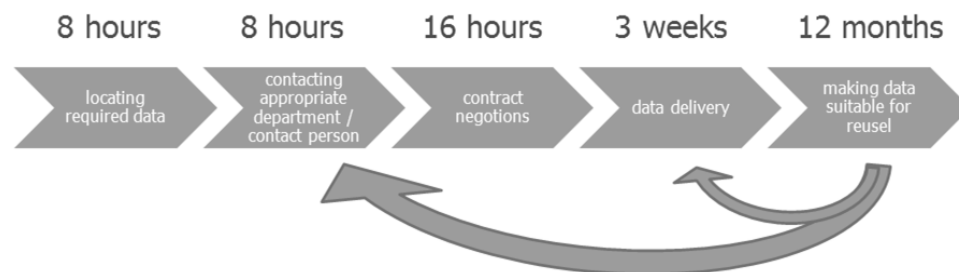 8 hours
8 hours
16 hours
3 weeks
12 months
locating
required data
contacting
appropriate
department /
contact person
contract
negotions
data delivery
making data
suitable for
reusel